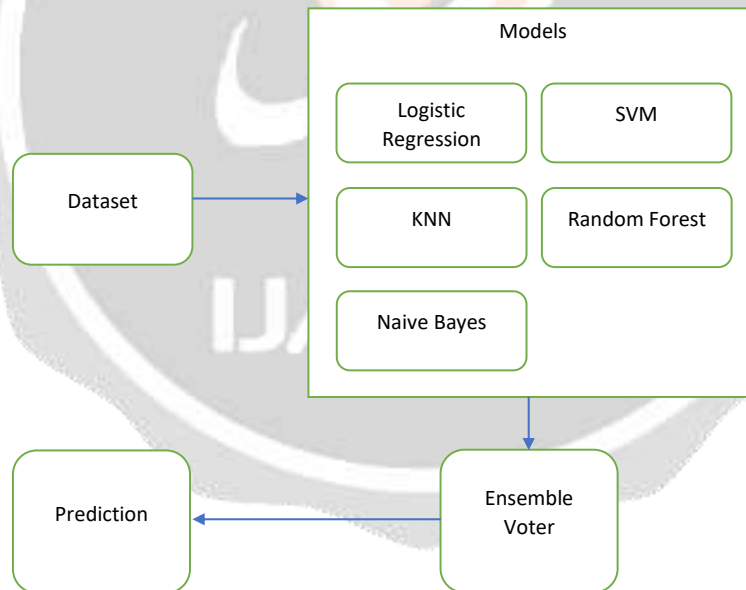 Models
Logistic
Regression
SVM
Dataset
KNN
Random Forest
Naive Bayes
Prediction
Ensemble
Voter